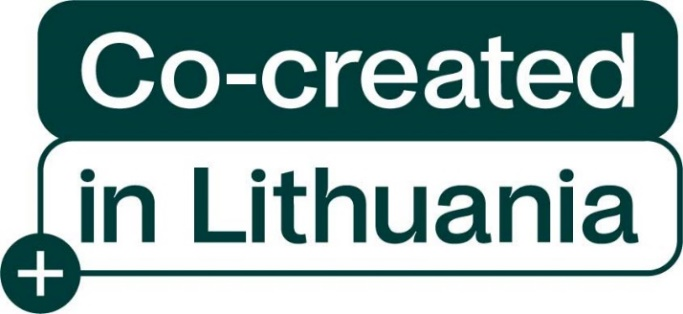 Co-created
in Lithuania
+